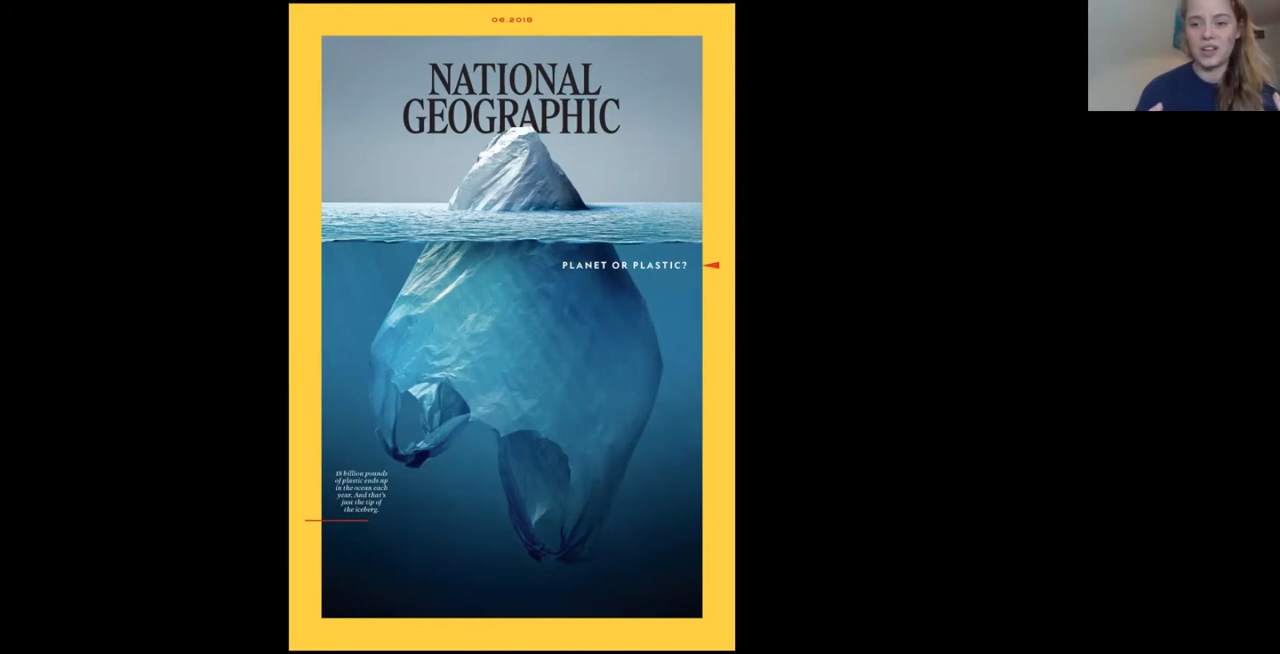 06.2018
NATIONAL
GEOGRAPHIC
PLANET OR PLASTIC?
18 billion pounds
of plastic ends up
in the ocean each
year. And that's
just the tip of
the iceberg.